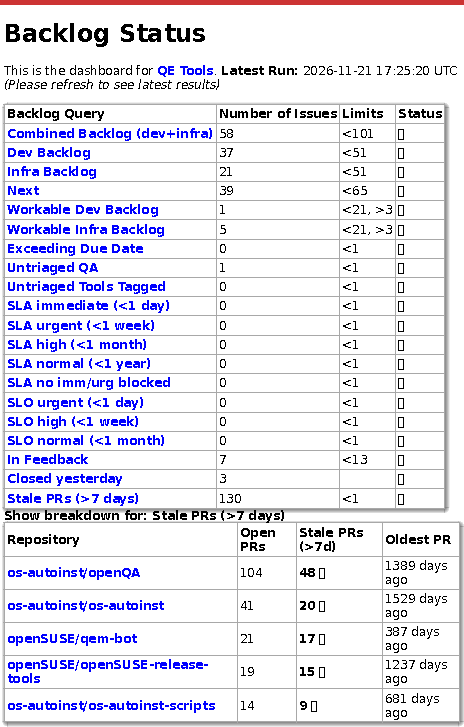 Backlog Status
This is the dashboard for QE Tools. Latest Run: 2026-11-21 17:25:20 UTC
(Please refresh to see latest results)
Backlog Query Number of Issues Limits Status
Combined Backlog (dev+infra) 58 <101
Dev Backlog 37 <51
Infra Backlog 21 <51
Next 39 <65
Workable Dev Backlog 1 <21, >3
Workable Infra Backlog 5 <21, >3
Exceeding Due Date 0 <1
Untriaged QA 1 <1
Untriaged Tools Tagged 0 <1
SLA immediate (<1 day) 0 <1
SLA urgent (<1 week) 0 <1
SLA high (<1 month) 0 <1
SLA normal (<1 year) 0 <1
SLA no imm/urg blocked 0 <1
SLO urgent (<1 day) 0 <1
SLO high (<1 week) 0 <1
SLO normal (<1 month) 0 <1
In Feedback 7 <13
Closed yesterday 3
Stale PRs (>7 days) 130 <1
Show breakdown for: Stale PRs (>7 days)
Repository Open PRs Stale PRs (>7d) Oldest PR
os-autoinst/openQA 104 48 1389 days ago
os-autoinst/os-autoinst 41 20 1529 days ago
openSUSE/qem-bot 21 17 387 days ago
openSUSE/openSUSE-release-tools 19 15 1237 days ago
os-autoinst/os-autoinst-scripts 14 9 681 days ago